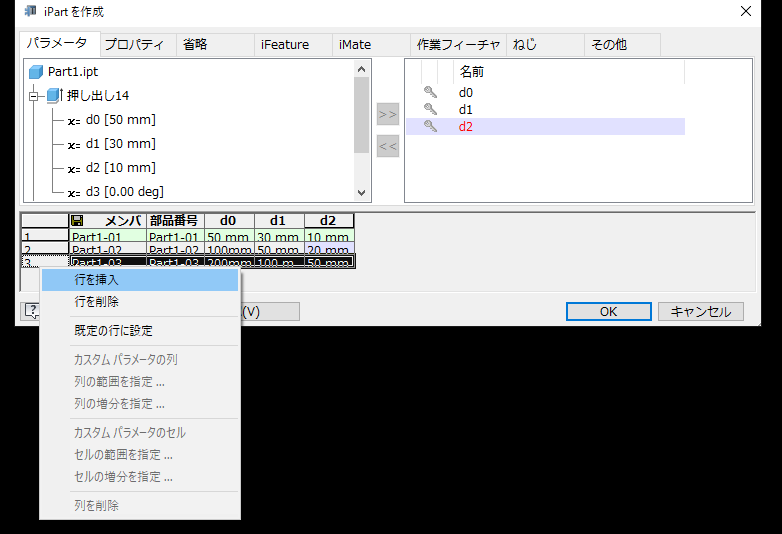 iPart を作成
パラメータ プロパティ 省略 iFeature iMate 作業フィーチャ ねじ その他
Part1.ipt
押し出し14
d0 [50 mm]
d1 [30 mm]
d2 [10 mm]
d3 [0.00 deg]
>>
<<
名前
d0
d1
d2
メンバ 部品番号 d0 d1 d2
1 Part1-01 Part1-01 50 mm 30 mm 10 mm
2 Part1-02 Part1-02 100mm 50 mm 20 mm
3 Part1-03 Part1-03 200mm 100 m 50 mm
行を挿入
行を削除
既定の行に設定
カスタム パラメータの列
列の範囲を指定 ...
列の増分を指定 ...
カスタム パラメータのセル
セルの範囲を指定 ...
セルの増分を指定 ...
列を削除
?
(V)
OK
キャンセル